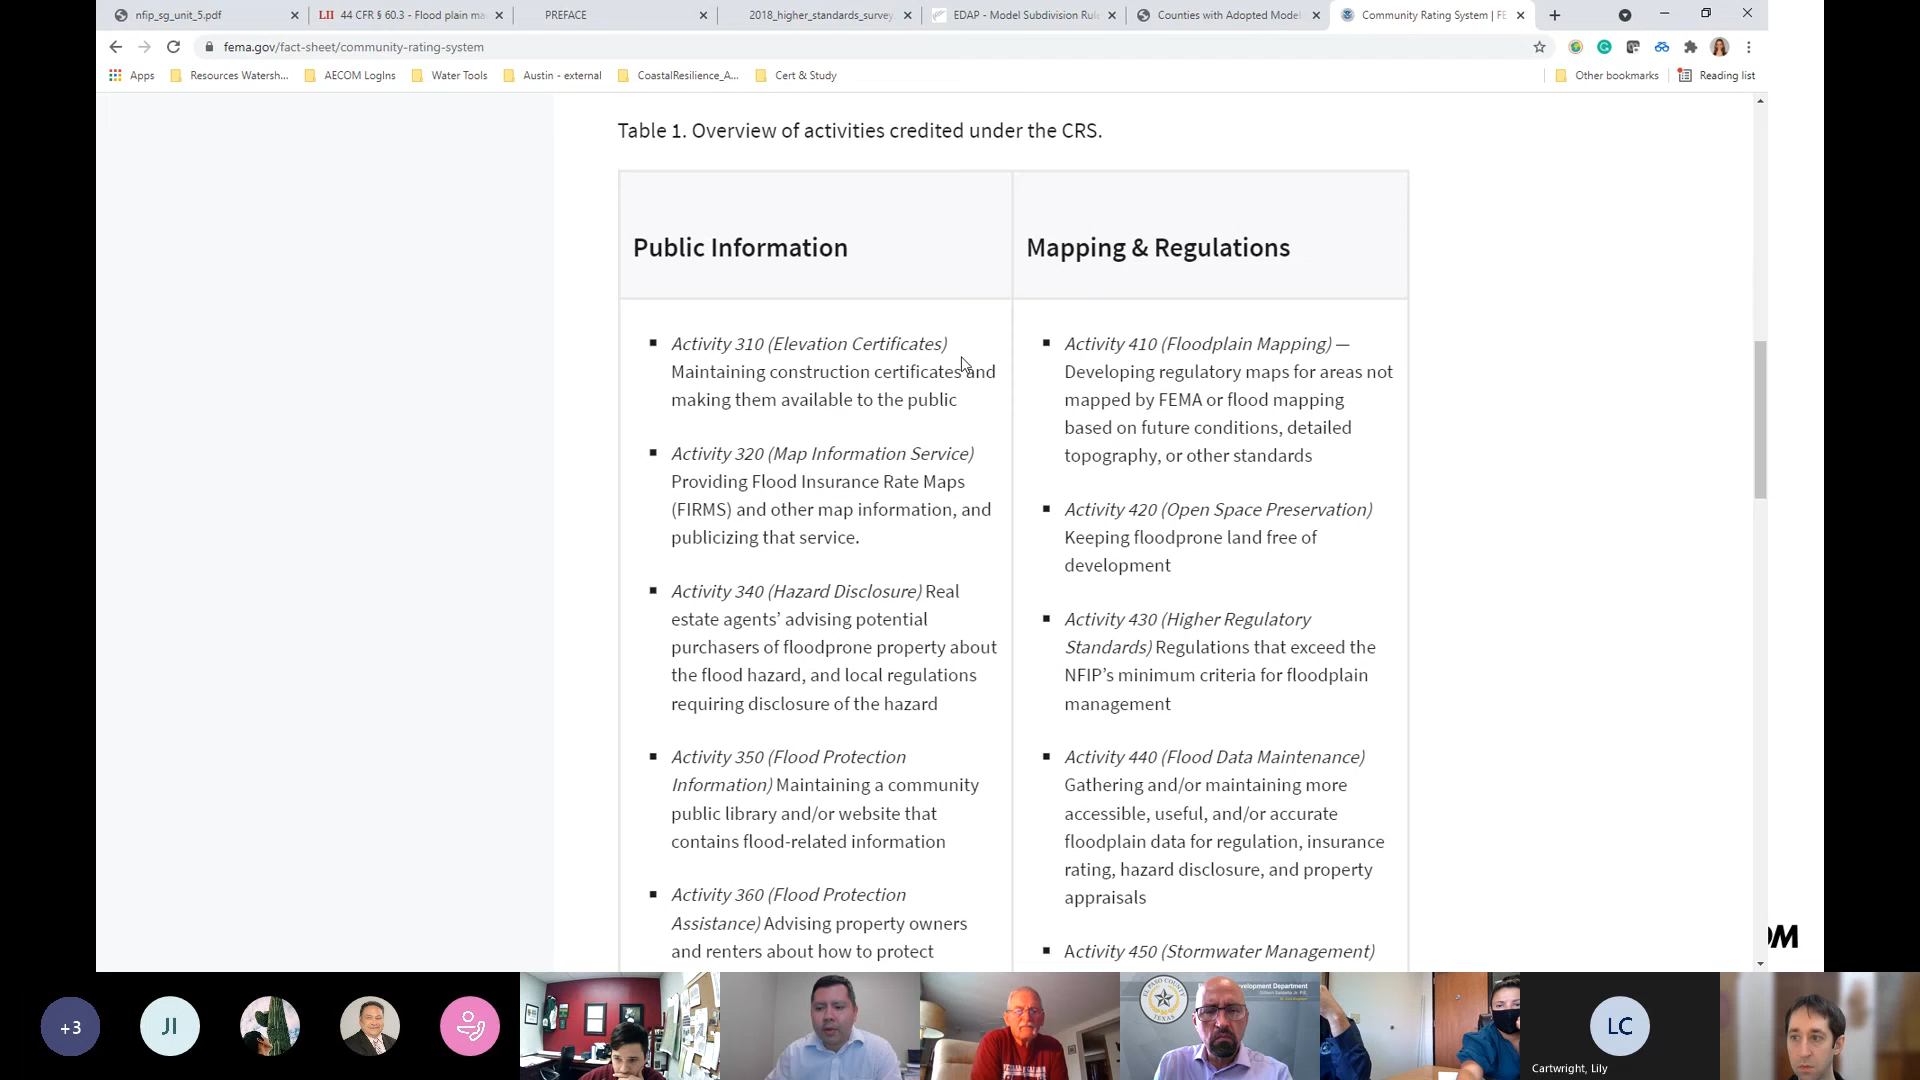 nfip_sg_unit_5.pdf
LII 44 CFR § 60.3 - Flood plain ma
PREFACE
2018_higher_standards_survey
EDAP - Model Subdivision Rul
Counties with Adopted Model
Community Rating System | FE
fema.gov/fact-sheet/community-rating-system
Apps
Resources Watersh...
AECOM LogIns
Water Tools
Austin - external
CoastalResilience_A...
Cert & Study
Other bookmarks
Reading list
Table 1. Overview of activities credited under the CRS.
Public Information
Activity 310 (Elevation Certificates)
Maintaining construction certificates and
making them available to the public
Activity 320 (Map Information Service)
Providing Flood Insurance Rate Maps
(FIRMS) and other map information, and
publicizing that service.
Activity 340 (Hazard Disclosure) Real
estate agents’ advising potential
purchasers of floodprone property about
the flood hazard, and local regulations
requiring disclosure of the hazard
Activity 350 (Flood Protection
Information) Maintaining a community
public library and/or website that
contains flood-related information
Activity 360 (Flood Protection
Assistance) Advising property owners
and renters about how to protect
Mapping & Regulations
Activity 410 (Floodplain Mapping) —
Developing regulatory maps for areas not
mapped by FEMA or flood mapping
based on future conditions, detailed
topography, or other standards
Activity 420 (Open Space Preservation)
Keeping floodprone land free of
development
Activity 430 (Higher Regulatory
Standards) Regulations that exceed the
NFIP’s minimum criteria for floodplain
management
Activity 440 (Flood Data Maintenance)
Gathering and/or maintaining more
accessible, useful, and/or accurate
floodplain data for regulation, insurance
rating, hazard disclosure, and property
appraisals
Activity 450 (Stormwater Management)
OM
+3
JI
EL PASO COUNTY
TEXAS
Development Department
LC
Cartwright, Lily